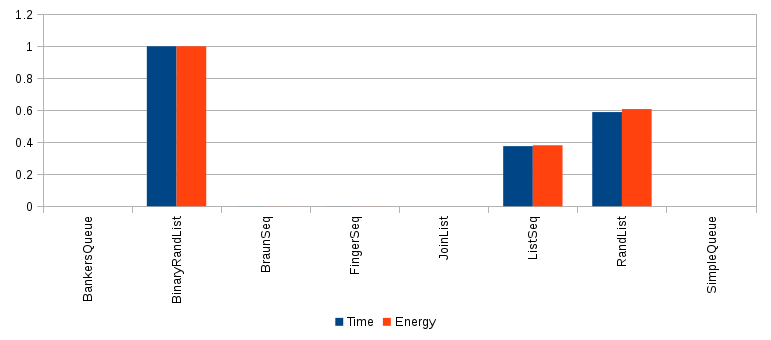 1.2
1
0.8
0.6
0.4
0.2
0
BankersQueue
BinaryRandList
BraunSeq
FingerSeq
JoinList
ListSeq
RandList
SimpleQueue
Time Energy